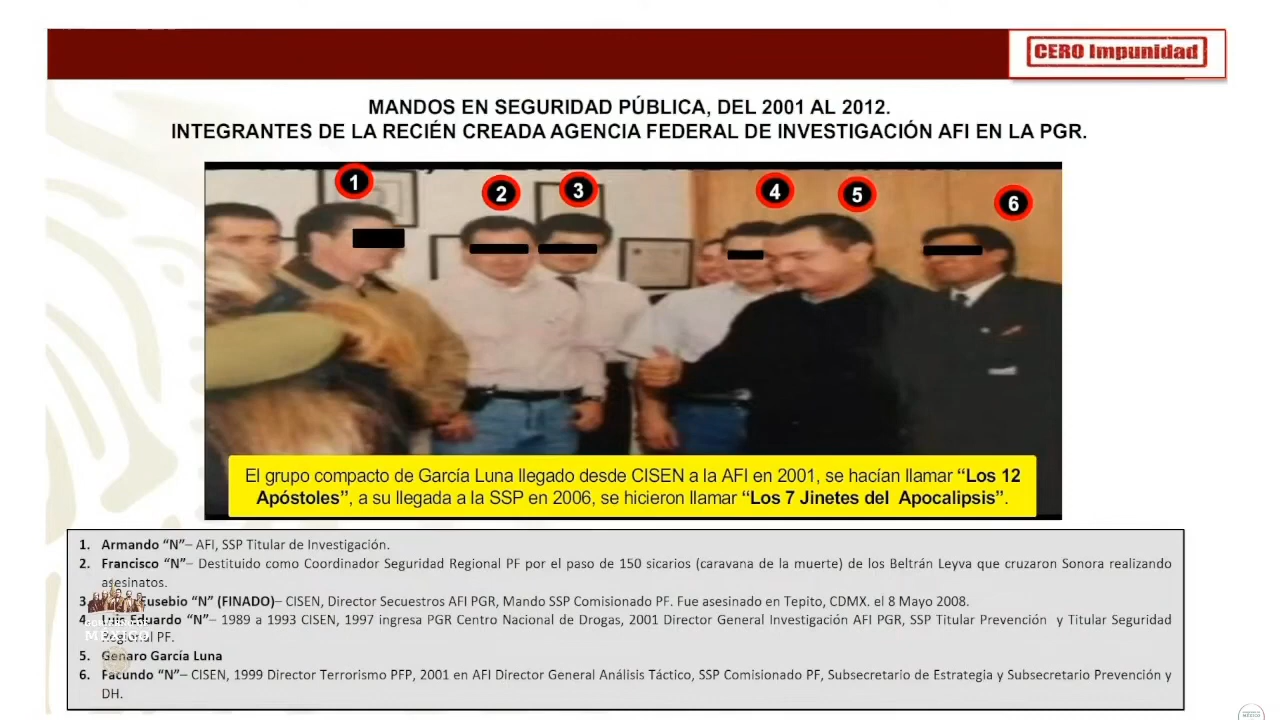 CERO Impunidad
MANDOS EN SEGURIDAD PÚBLICA, DEL 2001 AL 2012.
INTEGRANTES DE LA RECIÉN CREADA AGENCIA FEDERAL DE INVESTIGACIÓN AFI EN LA PGR.
1 2 3 4 5 6
El grupo compacto de García Luna llegado desde CISEN a la AFI en 2001, se hacían llamar “Los 12
Apóstoles”, a su llegada a la SSP en 2006, se hicieron llamar “Los 7 Jinetes del Apocalipsis”.
1. Armando “N”– AFI, SSP Titular de Investigación.
2. Francisco “N”– Destituido como Coordinador Seguridad Regional PF por el paso de 150 sicarios (caravana de la muerte) de los Beltrán Leyva que cruzaron Sonora realizando
asesinatos.
3. Eusebio “N” (FINADO)– CISEN, Director Secuestros AFI PGR, Mando SSP Comisionado PF. Fue asesinado en Tepito, CDMX. el 8 Mayo 2008.
4. Luis Eduardo “N”– 1989 a 1993 CISEN, 1997 ingresa PGR Centro Nacional de Drogas, 2001 Director General Investigación AFI PGR, SSP Titular Prevención y Titular Seguridad
Regional PF.
5. Genaro García Luna
6. Facundo “N”– CISEN, 1999 Director Terrorismo PFP, 2001 en AFI Director General Análisis Táctico, SSP Comisionado PF, Subsecretario de Estrategia y Subsecretario Prevención y
DH.
GOBIERNO DE
MÉXICO